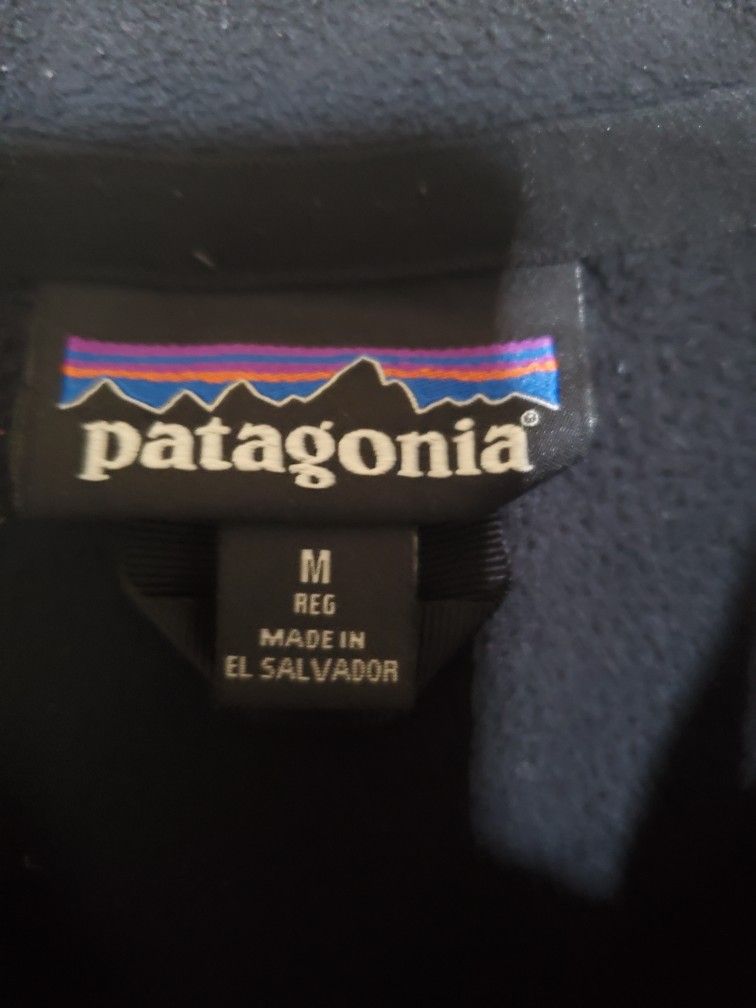 patagonia®
M
REG
MADE IN
EL SALVADOR